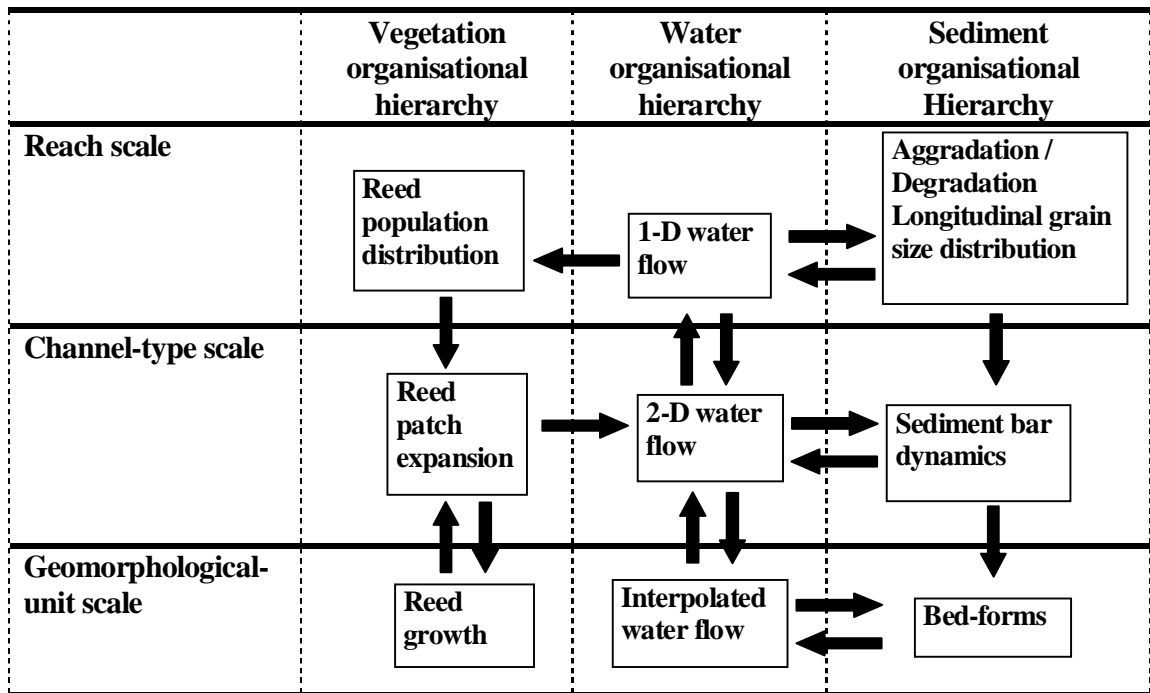 Vegetation
organisational
hierarchy
Water
organisational
hierarchy
Sediment
organisational
Hierarchy
Reach scale
Reed
population
distribution
1-D water
flow
Aggradation /
Degradation
Longitudinal grain
size distribution
Channel-type scale
Reed
patch
expansion
2-D water
flow
Sediment bar
dynamics
Geomorphological-
unit scale
Reed
growth
Interpolated
water flow
Bed-forms